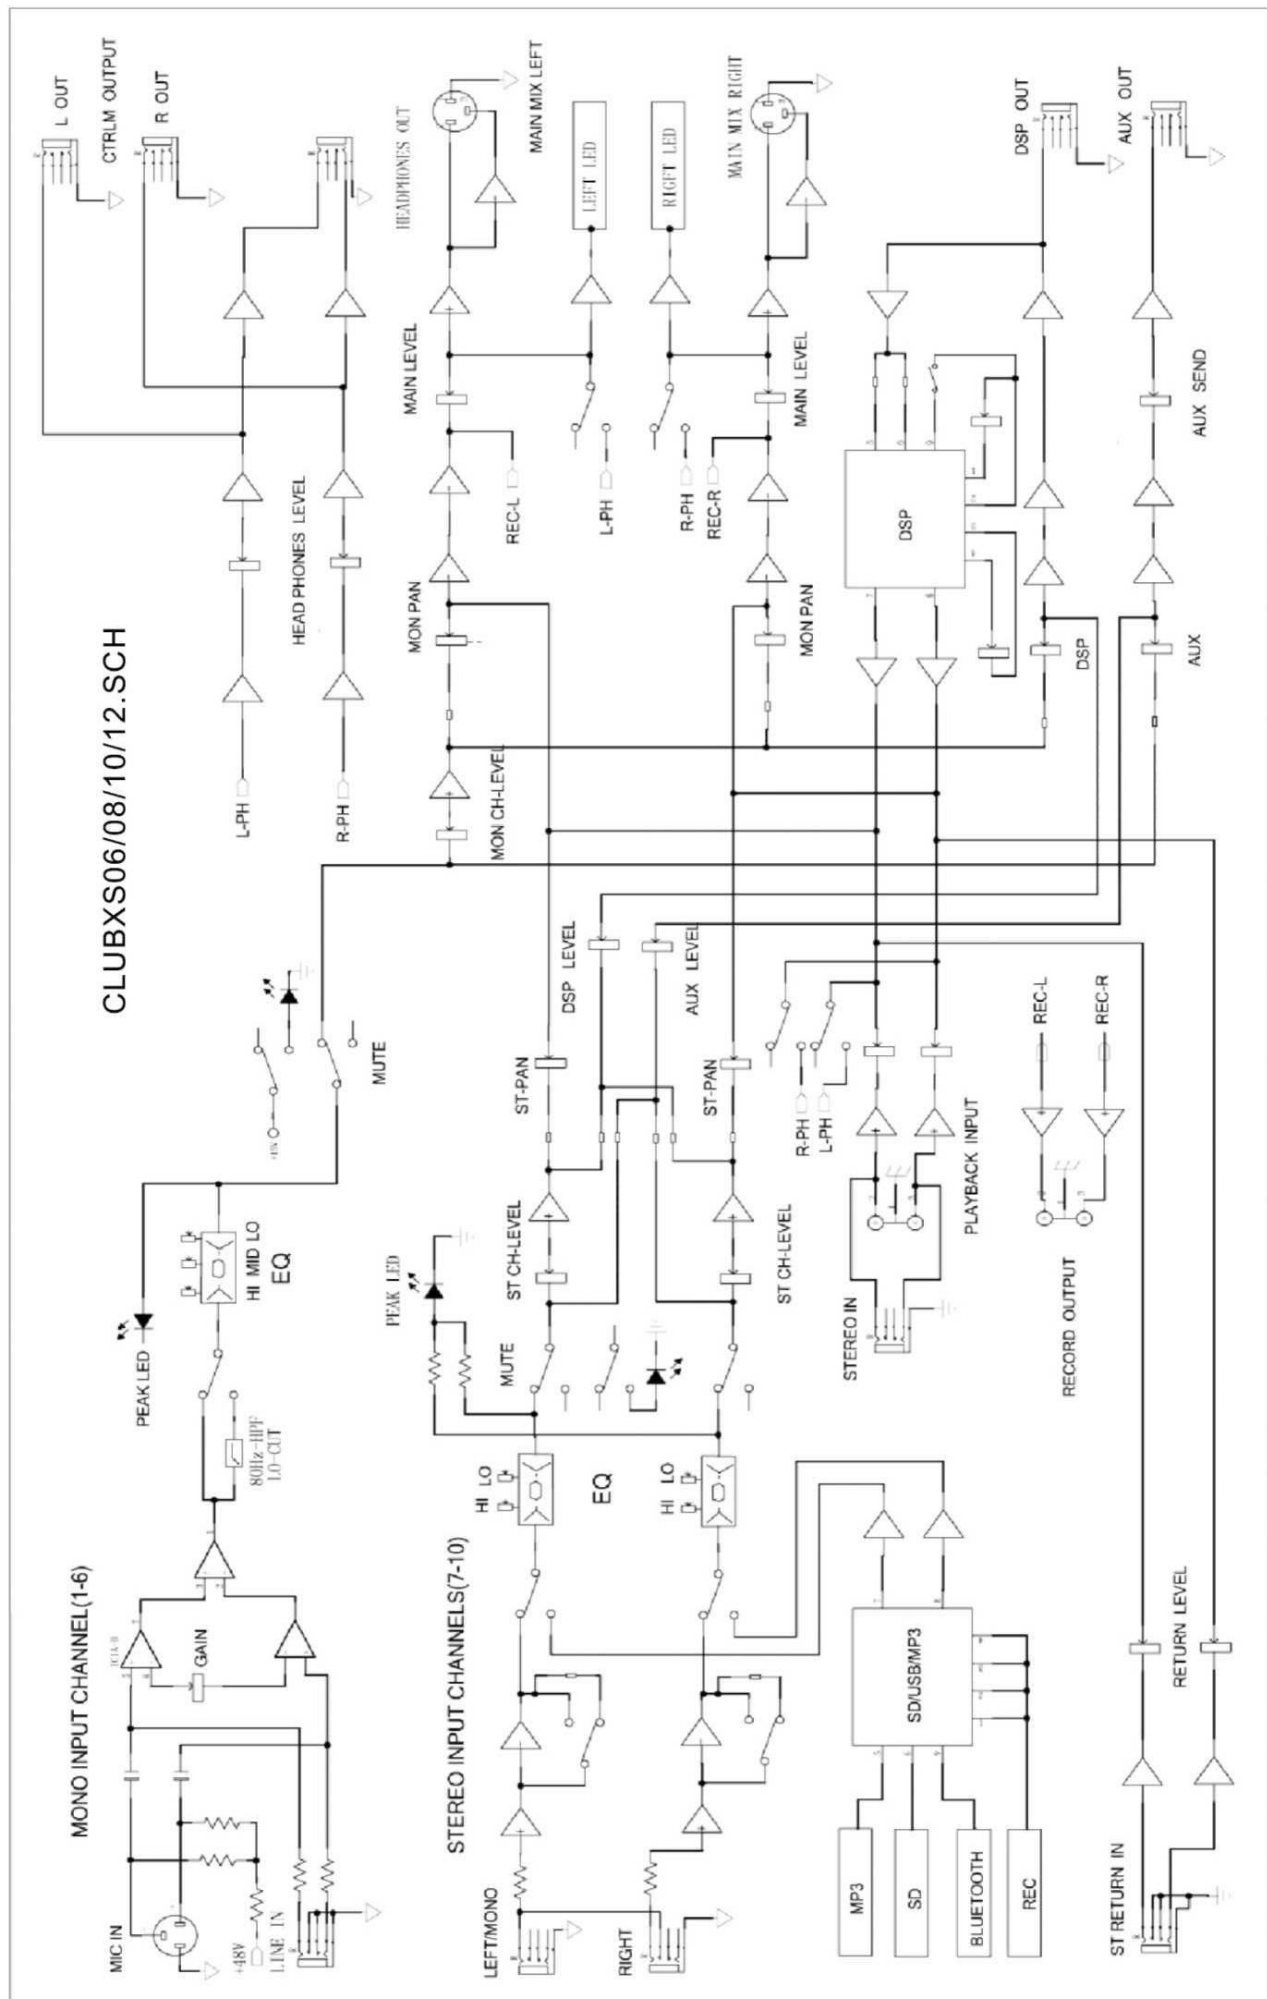 CLUBXS06/08/10/12.SCH
MONO INPUT CHANNEL(1-6)
MIC IN
+48V
LINE IN
GAIN
80Hz-HPF
LO-CUT
PEAK LED
HI MID LO
EQ
MUTE
L-PH
R-PH
HEAD PHONES LEVEL
L OUT
CTRLM OUTPUT
R OUT
HEADPHONES OUT
MON CH-LEVEL
MON PAN
MAIN LEVEL
REC-L
L-PH
LEFT LED
MAIN MIX LEFT
RIGFT LED
R-PH
REC-R
MON PAN
MAIN LEVEL
MAIN MIX RIGHT
STEREO INPUT CHANNELS(7-10)
LEFT/MONO
RIGHT
HI LO
EQ
HI LO
PEAK LED
MUTE
ST CH-LEVEL
ST CH-LEVEL
ST-PAN
ST-PAN
DSP LEVEL
AUX LEVEL
DSP
DSP
DSP OUT
AUX
AUX SEND
AUX OUT
R-PH
L-PH
STEREO IN
PLAYBACK INPUT
RECORD OUTPUT
REC-L
REC-R
MP3
SD
BLUETOOTH
REC
SD/USB/MP3
ST RETURN IN
RETURN LEVEL